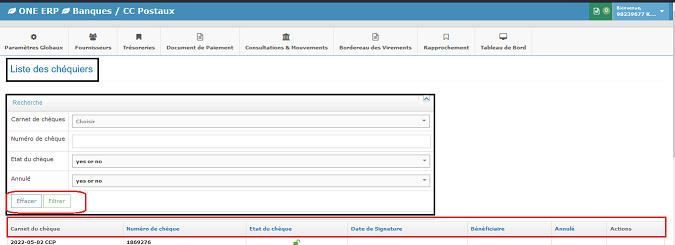 ONE ERP Banques / CC Postaux
0
Bienvenue,
98239677 K...
Paramètres Globaux
Fournisseurs
Trésoreries
Document de Paiement
Consultations & Mouvements
Bordereau des Virements
Rapprochement
Tableau de Bord
Liste des chéquiers
Recherche
Carnet de chèques
Choisir
Numéro de chèque
Etat du chèque
yes or no
Annulé
yes or no
Effacer
Filtrer
Carnet du chèque Numéro de chèque Etat du chèque Date de Signature Bénéficiaire Annulé Actions
2022-05-02 CCP 1869276